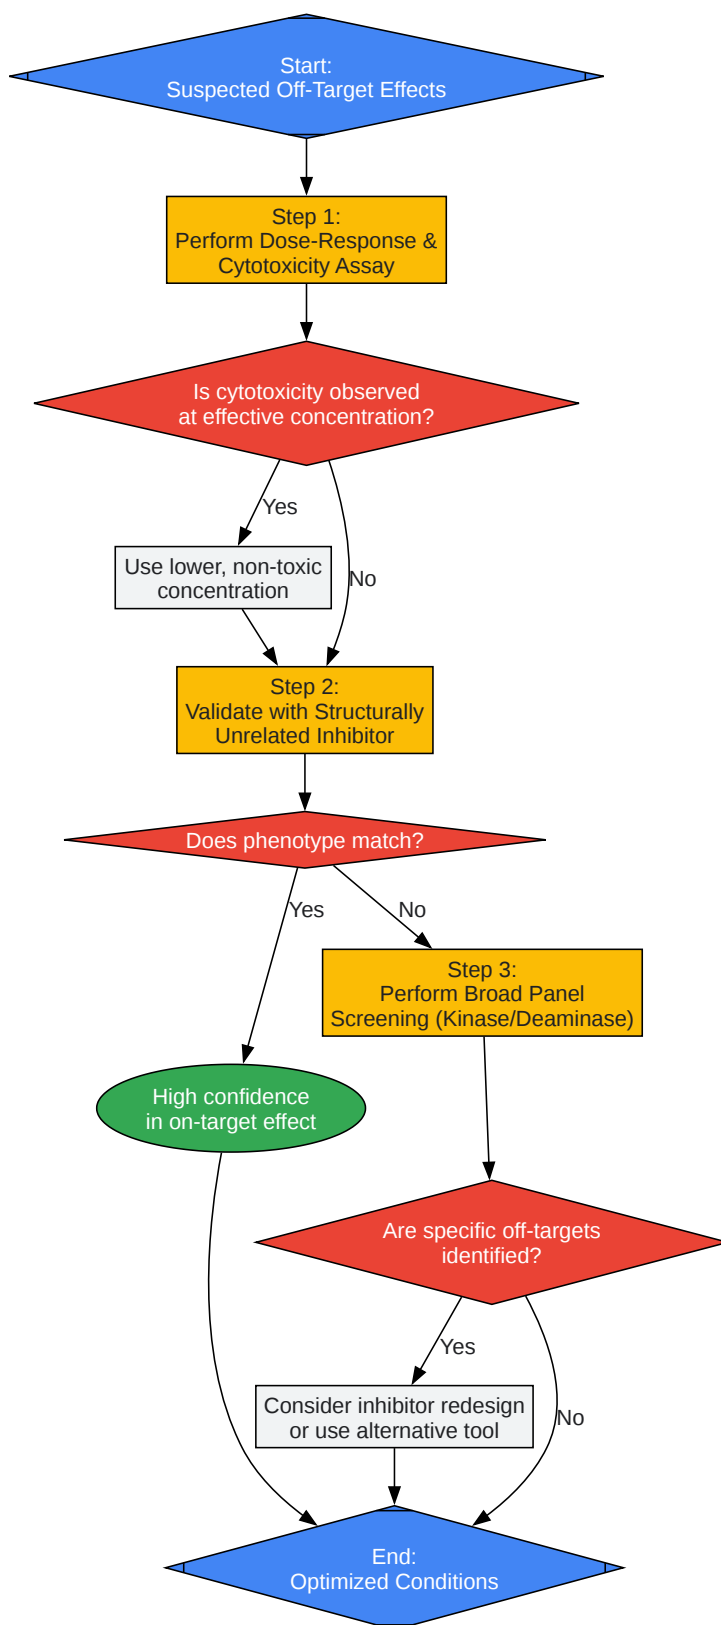 Start:
Suspected Off-Target Effects
Step 1:
Perform Dose-Response &
Cytotoxicity Assay
Is cytotoxicity observed
at effective concentration?
Yes
Use lower, non-toxic
concentration
No
Step 2:
Validate with Structurally
Unrelated Inhibitor
Does phenotype match?
Yes
No
Step 3:
Perform Broad Panel
Screening (Kinase/Deaminase)
High confidence
in on-target effect
Are specific off-targets
identified?
Yes
Consider inhibitor redesign
or use alternative tool
No
End:
Optimized Conditions